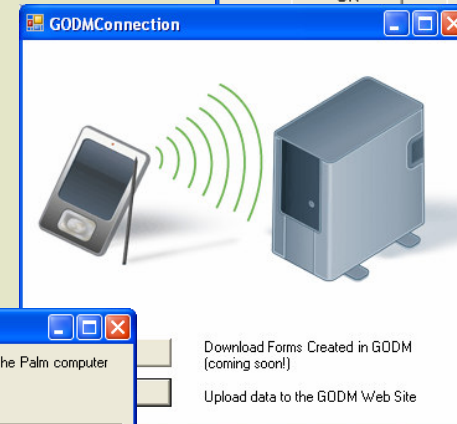 GODMConnection
he Palm computer
Download Forms Created in GODM
(coming soon!)
Upload data to the GODM Web Site